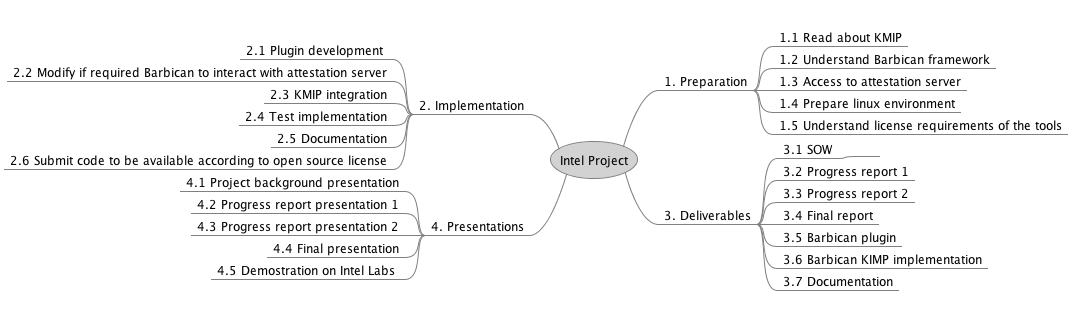 Intel Project
1. Preparation
1.1 Read about KMIP
1.2 Understand Barbican framework
1.3 Access to attestation server
1.4 Prepare linux environment
1.5 Understand license requirements of the tools
2. Implementation
2.1 Plugin development
2.2 Modify if required Barbican to interact with attestation server
2.3 KMIP integration
2.4 Test implementation
2.5 Documentation
2.6 Submit code to be available according to open source license
3. Deliverables
3.1 SOW
3.2 Progress report 1
3.3 Progress report 2
3.4 Final report
3.5 Barbican plugin
3.6 Barbican KIMP implementation
3.7 Documentation
4. Presentations
4.1 Project background presentation
4.2 Progress report presentation 1
4.3 Progress report presentation 2
4.4 Final presentation
4.5 Demostration on Intel Labs